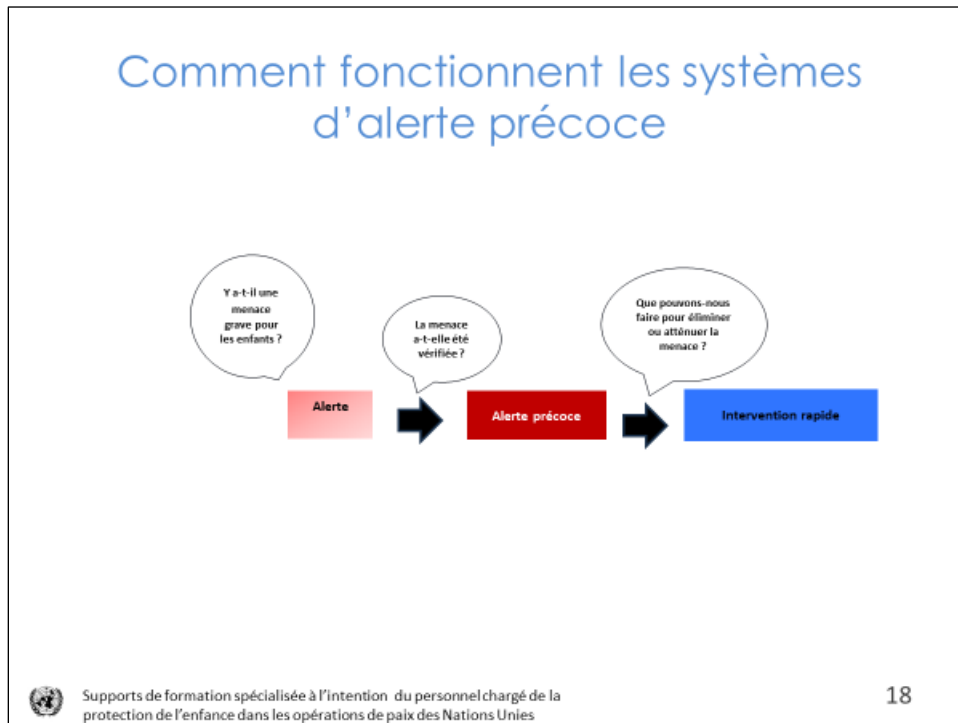 Comment fonctionnent les systèmes
d'alerte précoce
Y a-t-il une
menace
grave pour
les enfants ?
La menace
a-t-elle été
vérifiée ?
Que pouvons-nous
faire pour éliminer
ou atténuer la
menace ?
Alerte
Alerte précoce
Intervention rapide
Supports de formation spécialisée à l'intention du personnel chargé de la
protection de l'enfance dans les opérations de paix des Nations Unies
18